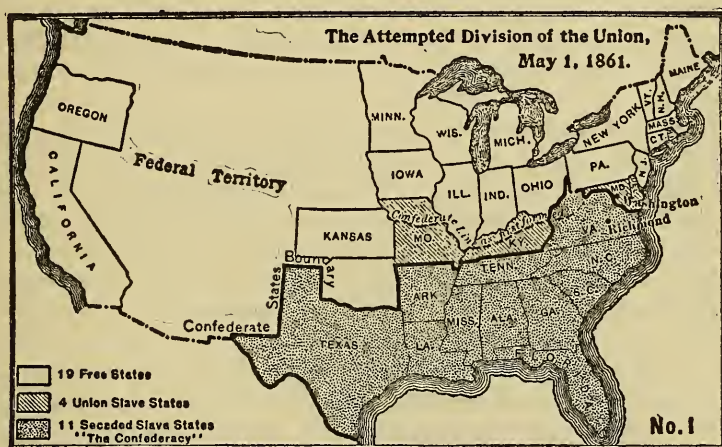 The Attempted Division of the Union,
May 1, 1861.
OREGON
CALIFORNIA
Federal Territory
MINN.
WIS.
MICH.
IOWA
ILL.
IND.
OHIO
PA.
NEW YORK
VT.
N.H.
MAINE
MASS.
CT.
N.J.
MD.
Washington
Richmond
KANSAS
MO.
KY.
Confederate
VA.
N.C.
S.C.
TENN.
ARK.
MISS.
ALA.
GA.
LA.
FLORIDA
TEXAS
Confederate States Boundary
19 Free States
4 Union Slave States
11 Seceded Slave States
"The Confederacy"
No.1